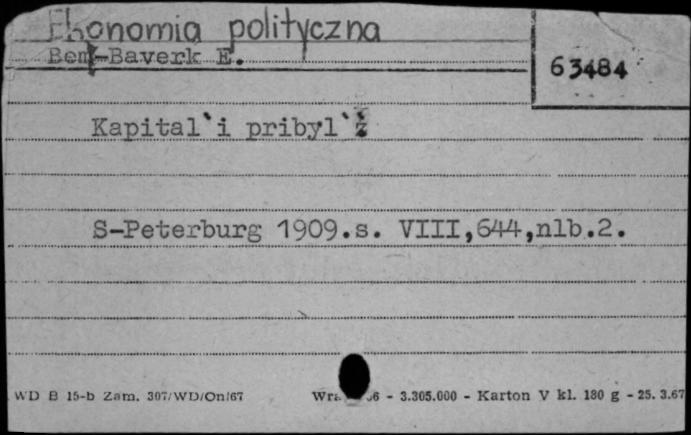 Ekonomia polityczna
Bem-Baverk E.
63484
Kapital`i pribyl`
S-Peterburg 1909.s. VIII,644,nlb.2.
WD B 15-b Zam. 307/WD/On/67
- 3.305.000 - Karton V kl. 180 g - 25. 3.67